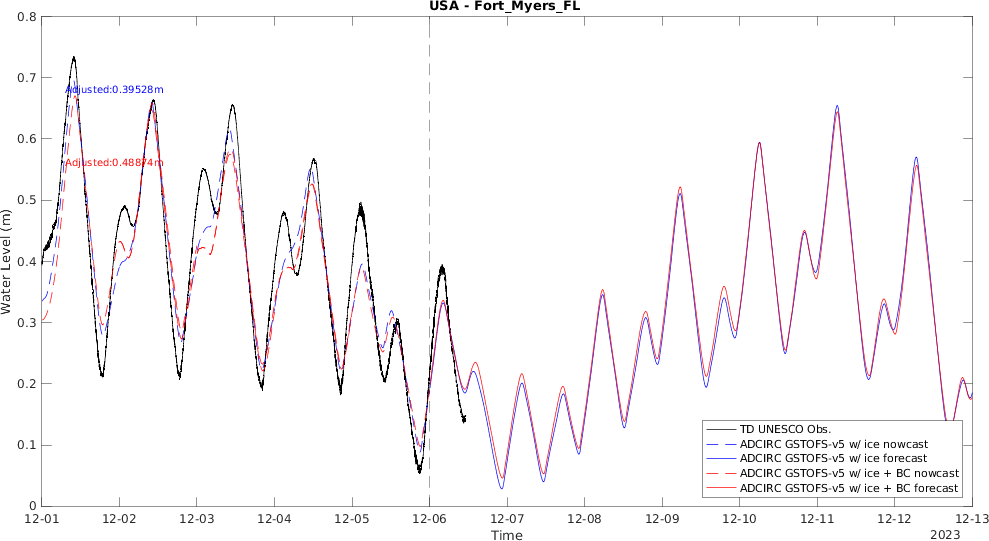 USA - Fort_Myers_FL
0.8
0.7
0.6
0.5
0.4
0.3
0.2
0.1
0
Water Level (m)
Adjusted:0.39528m
Adjusted:0.48874m
TD UNESCO Obs.
ADCIRC GSTOFS-v5 w/ ice nowcast
ADCIRC GSTOFS-v5 w/ ice forecast
ADCIRC GSTOFS-v5 w/ ice + BC nowcast
ADCIRC GSTOFS-v5 w/ ice + BC forecast
12-01 12-02 12-03 12-04 12-05 12-06 12-07 12-08 12-09 12-10 12-11 12-12 12-13
Time
2023